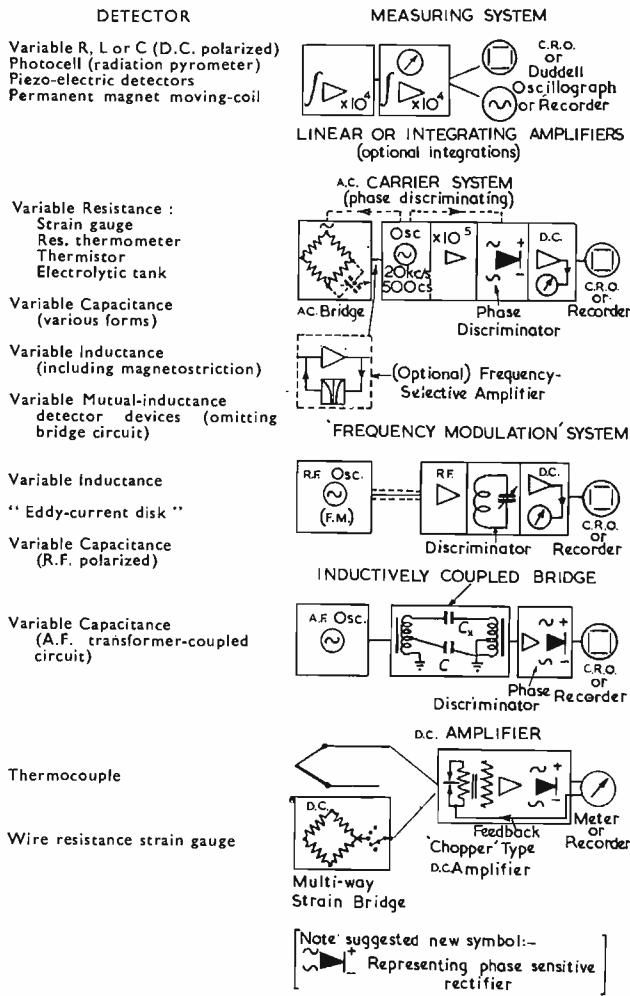 DETECTOR
MEASURING SYSTEM
Variable R, L or C (D.C. polarized)
Photocell (radiation pyrometer)
Piezo-electric detectors
Permanent magnet moving-coil
∫ ×10⁴
∫ ×10⁴
C.R.O.
or
Duddell
Oscillograph
or Recorder
LINEAR OR INTEGRATING AMPLIFIERS
(optional integrations)
A.C. CARRIER SYSTEM
(phase discriminating)
Variable Resistance :
Strain gauge
Res. thermometer
Thermistor
Electrolytic tank
Variable Capacitance
(various forms)
Variable Inductance
(including magnetostriction)
Variable Mutual-inductance
detector devices (omitting
bridge circuit)
Osc
20kc/s
500cs
×10⁵
+
−
D.C.
A.C. Bridge
Phase
Discriminator
C.R.O.
or
Recorder
(Optional) Frequency-
Selective Amplifier
'FREQUENCY MODULATION' SYSTEM
Variable Inductance
" Eddy-current disk "
Variable Capacitance
(R.F. polarized)
R.F. Osc.
(F.M.)
R.F.
D.C.
Discriminator
C.R.O.
or
Recorder
INDUCTIVELY COUPLED BRIDGE
Variable Capacitance
(A.F. transformer-coupled
circuit)
A.F. Osc.
Cx
C
+
−
Phase
Discriminator
C.R.O.
or
Recorder
D.C. AMPLIFIER
Thermocouple
Wire resistance strain gauge
D.C.
+
−
Feedback
'Chopper' Type
D.C. Amplifier
Meter
or
Recorder
Multi-way
Strain Bridge
[Note suggested new symbol:-
+
−
Representing phase sensitive
rectifier]